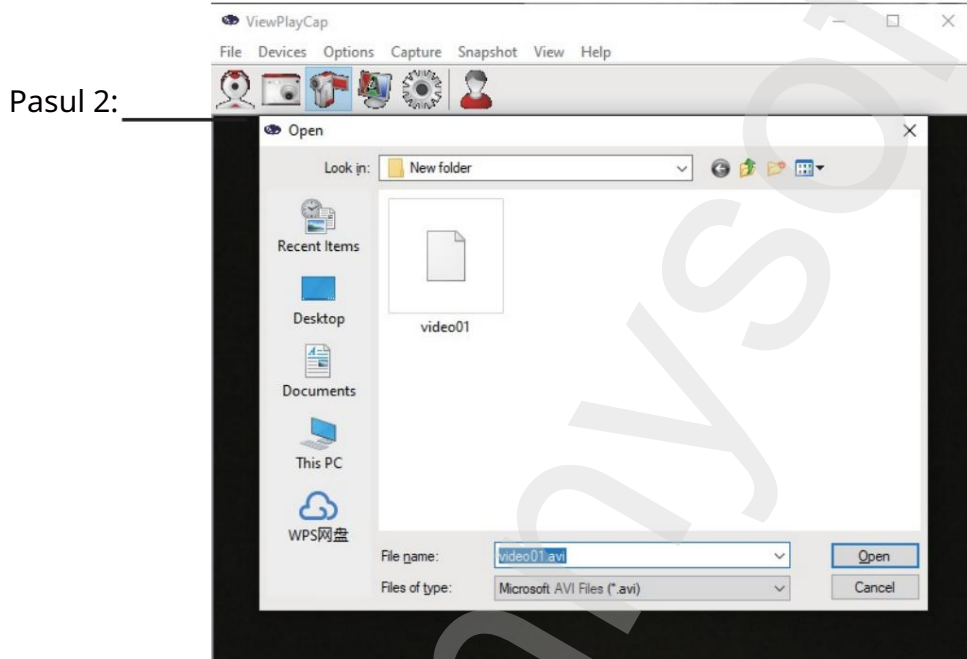 ViewPlayCap
File Devices Options Capture Snapshot View Help
Pasul 2:
Open
Look in: New folder
Recent Items
Desktop
Documents
This PC
WPS网盘
video01
File name: video01.avi Open
Files of type: Microsoft AVI Files (*.avi) Cancel